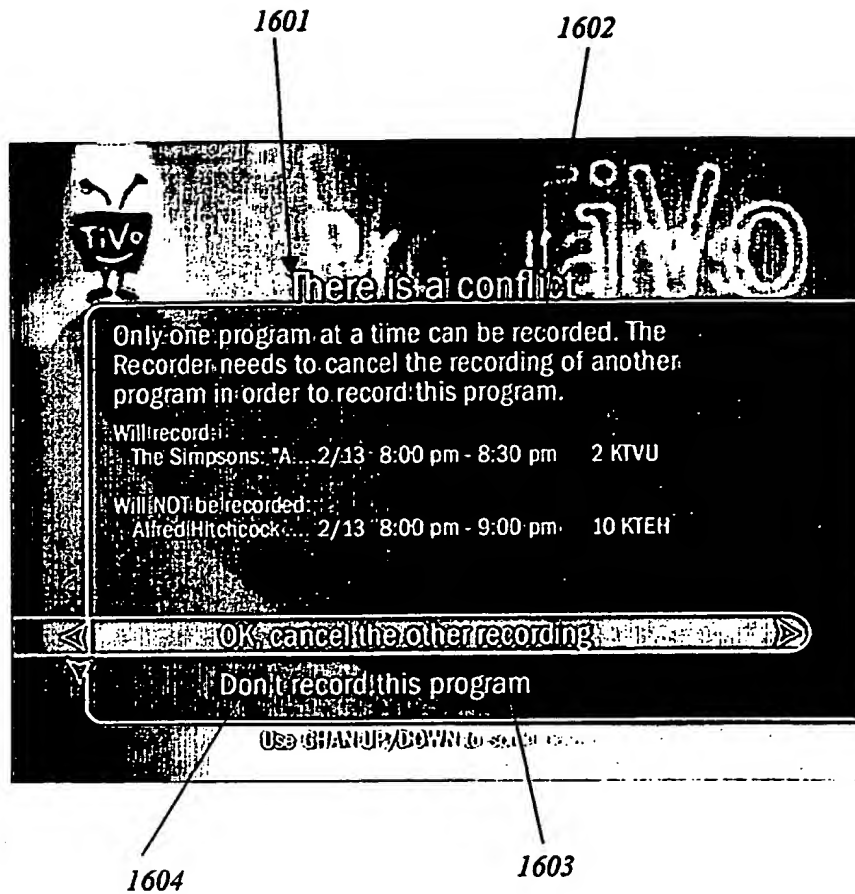 1601
1602
TiVo
TiVo
There is a conflict
Only one program at a time can be recorded. The
Recorder needs to cancel the recording of another
program in order to record this program.
Will record:
The Simpsons: "A... 2/13 8:00 pm - 8:30 pm 2 KTVU
Will NOT be recorded:
Alfred Hitchcock .... 2/13 8:00 pm - 9:00 pm 10 KTEH
OK, cancel the other recording
Don't record this program
Use CHAN UP/DOWN to
1604
1603